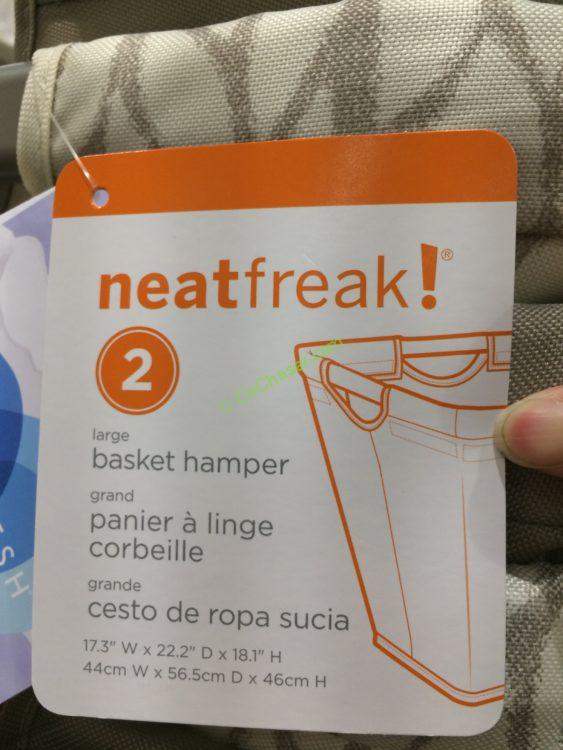 neatfreak!®
2
large
basket hamper
grand
panier à linge
corbeille
grande
cesto de ropa sucia
17.3" W x 22.2" D x 18.1" H
44cm W x 56.5cm D x 46cm H